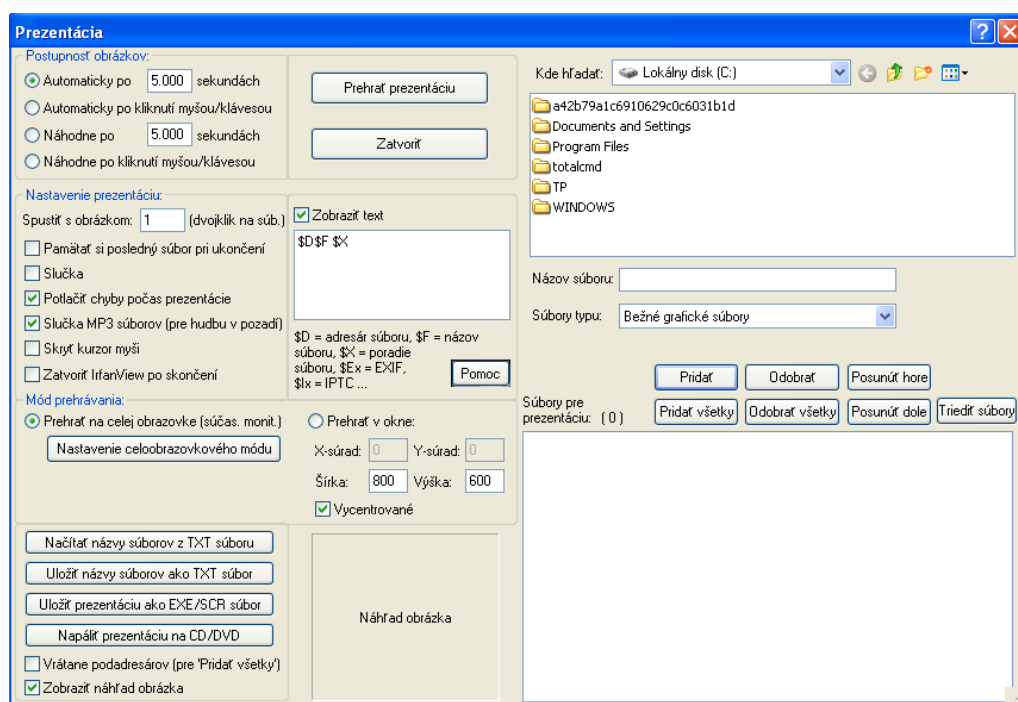 Prezentácia
Postupnosť obrázkov:
Automaticky po 5.000 sekundách
Automaticky po kliknutí myšou/klávesou
Náhodne po 5.000 sekundách
Náhodne po kliknutí myšou/klávesou
Prehrať prezentáciu
Zatvoriť
Nastavenie prezentáciu:
Spustiť s obrázkom: 1 (dvojklik na súb.)
Pamätať si posledný súbor pri ukončení
Slučka
Potlačiť chyby počas prezentácie
Slučka MP3 súborov (pre hudbu v pozadí)
Skryť kurzor myši
Zatvoriť IrfanView po skončení
Zobraziť text
$D$F $X
$D = adresár súboru, $F = názov
súboru, $X = poradie
súboru, $Ex = EXIF,
$Ix = IPTC ...
Pomoc
Mód prehrávania:
Prehrať na celej obrazovke (súčas. monit.)
Nastavenie celoobrazovkového módu
Prehrať v okne:
X-súrad: 0 Y-súrad: 0
Šírka: 800 Výška: 600
Vycentrované
Načítať názvy súborov z TXT súboru
Uložiť názvy súborov ako TXT súbor
Uložiť prezentáciu ako EXE/SCR súbor
Napáliť prezentáciu na CD/DVD
Vrátane podadresárov (pre 'Pridať všetky')
Zobraziť náhľad obrázka
Náhľad obrázka
Kde hľadať: Lokálny disk (C:)
a42b79a1c6910629c0c6031b1d
Documents and Settings
Program Files
totalcmd
TP
WINDOWS
Názov súboru:
Súbory typu: Bežné grafické súbory
Pridať Odobrať Posunúť hore
Súbory pre
prezentáciu: ( 0 )
Pridať všetky Odobrať všetky Posunúť dole Triediť súbory